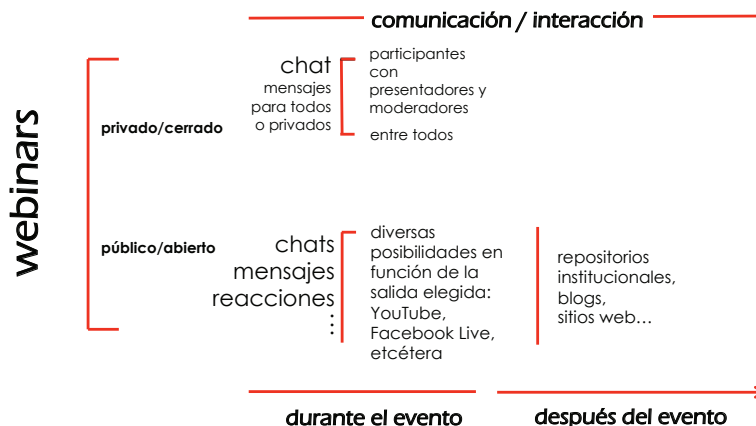 comunicación / interacción
webinars
privado/cerrado
chat
mensajes
para todos
o privados
participantes
con
presentadores y
moderadores
entre todos
público/abierto
chats
mensajes
reacciones
...
diversas
posibilidades en
función de la
salida elegida:
YouTube,
Facebook Live,
etcétera
repositorios
institucionales,
blogs,
sitios web...
durante el evento
después del evento